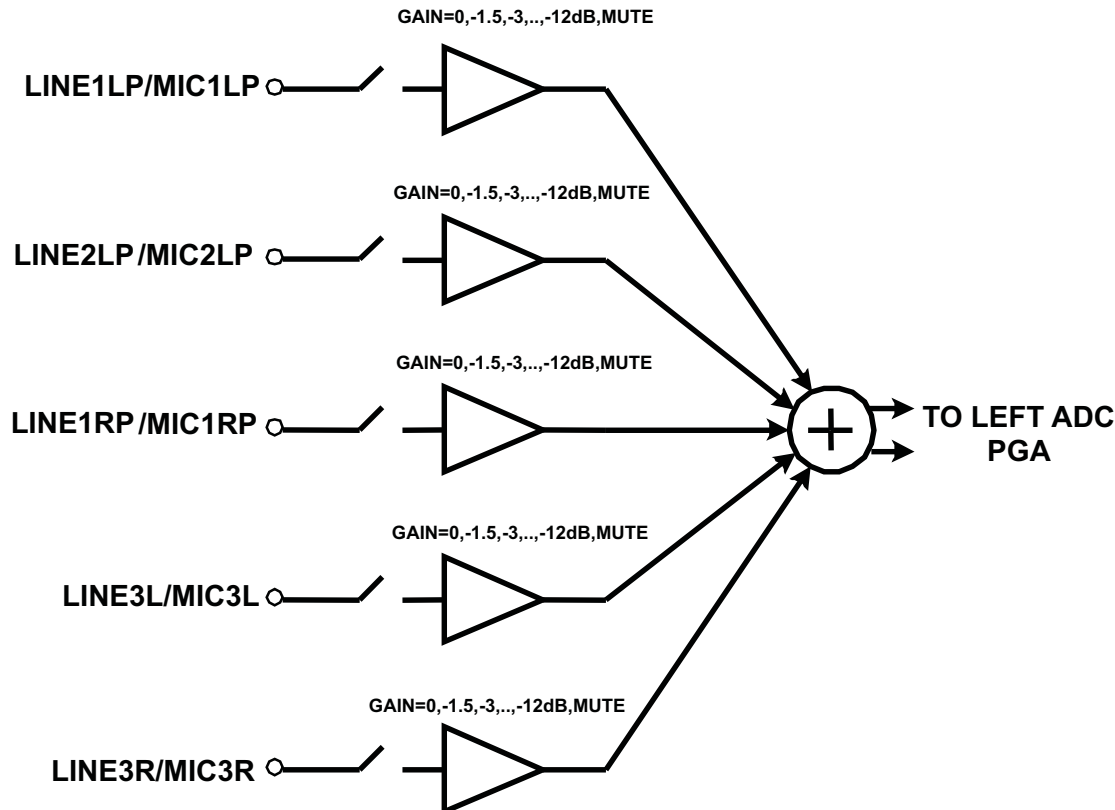 GAIN=0,-1.5,-3,..,-12dB,MUTE
LINE1LP/MIC1LP
GAIN=0,-1.5,-3,..,-12dB,MUTE
LINE2LP/MIC2LP
GAIN=0,-1.5,-3,..,-12dB,MUTE
LINE1RP/MIC1RP
TO LEFT ADC
PGA
GAIN=0,-1.5,-3,..,-12dB,MUTE
LINE3L/MIC3L
GAIN=0,-1.5,-3,..,-12dB,MUTE
LINE3R/MIC3R